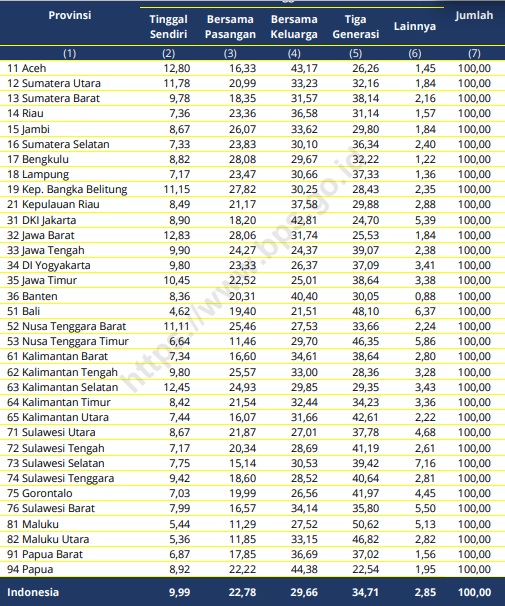 Provinsi Tinggal Sendiri Bersama Pasangan Bersama Keluarga Tiga Generasi Lainnya Jumlah
(1) (2) (3) (4) (5) (6) (7)
11 Aceh 12,80 16,33 43,17 26,26 1,45 100,00
12 Sumatera Utara 11,78 20,99 33,23 32,16 1,84 100,00
13 Sumatera Barat 9,78 18,35 31,57 38,14 2,16 100,00
14 Riau 7,36 23,36 36,58 31,14 1,57 100,00
15 Jambi 8,67 26,07 33,62 29,80 1,84 100,00
16 Sumatera Selatan 7,33 23,83 30,10 36,34 2,40 100,00
17 Bengkulu 8,82 28,08 29,67 32,22 1,22 100,00
18 Lampung 7,17 23,47 30,66 37,33 1,36 100,00
19 Kep. Bangka Belitung 11,15 27,82 30,25 28,43 2,35 100,00
21 Kepulauan Riau 8,49 21,17 37,58 29,88 2,88 100,00
31 DKI Jakarta 8,90 18,20 42,81 24,70 5,39 100,00
32 Jawa Barat 12,83 28,06 31,74 25,53 1,84 100,00
33 Jawa Tengah 9,90 24,27 24,37 39,07 2,38 100,00
34 DI Yogyakarta 9,80 23,33 26,37 37,09 3,41 100,00
35 Jawa Timur 10,45 22,52 25,01 38,64 3,38 100,00
36 Banten 8,36 20,31 40,40 30,05 0,88 100,00
51 Bali 4,62 19,40 21,51 48,10 6,37 100,00
52 Nusa Tenggara Barat 11,11 25,46 27,53 33,66 2,24 100,00
53 Nusa Tenggara Timur 6,64 11,46 29,70 46,35 5,86 100,00
61 Kalimantan Barat 7,34 16,60 34,61 38,64 2,80 100,00
62 Kalimantan Tengah 9,80 25,57 33,00 28,36 3,28 100,00
63 Kalimantan Selatan 12,45 24,93 29,85 29,35 3,43 100,00
64 Kalimantan Timur 8,42 21,54 32,44 34,23 3,36 100,00
65 Kalimantan Utara 7,44 16,07 31,66 42,61 2,22 100,00
71 Sulawesi Utara 8,67 21,87 27,01 37,78 4,68 100,00
72 Sulawesi Tengah 7,17 20,34 28,69 41,19 2,61 100,00
73 Sulawesi Selatan 7,75 15,14 30,53 39,42 7,16 100,00
74 Sulawesi Tenggara 9,42 18,60 28,52 40,64 2,81 100,00
75 Gorontalo 7,03 19,99 26,56 41,97 4,45 100,00
76 Sulawesi Barat 7,99 16,57 34,14 35,80 5,50 100,00
81 Maluku 5,44 11,29 27,52 50,62 5,13 100,00
82 Maluku Utara 5,36 11,85 33,15 46,82 2,82 100,00
91 Papua Barat 6,87 17,85 36,69 37,02 1,56 100,00
94 Papua 8,92 22,22 44,38 22,54 1,95 100,00
Indonesia 9,99 22,78 29,66 34,71 2,85 100,00
https://www.bps.go.id